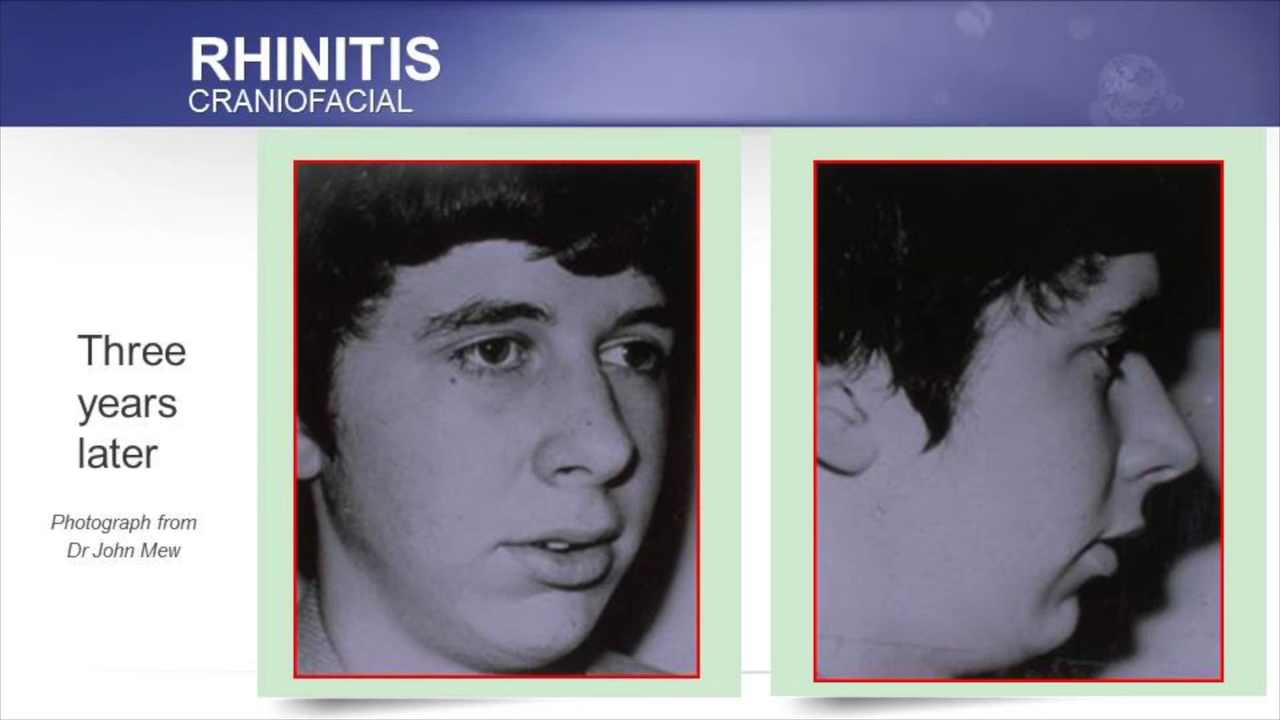 RHINITIS
CRANIOFACIAL
Three
years
later
Photograph from
Dr John Mew